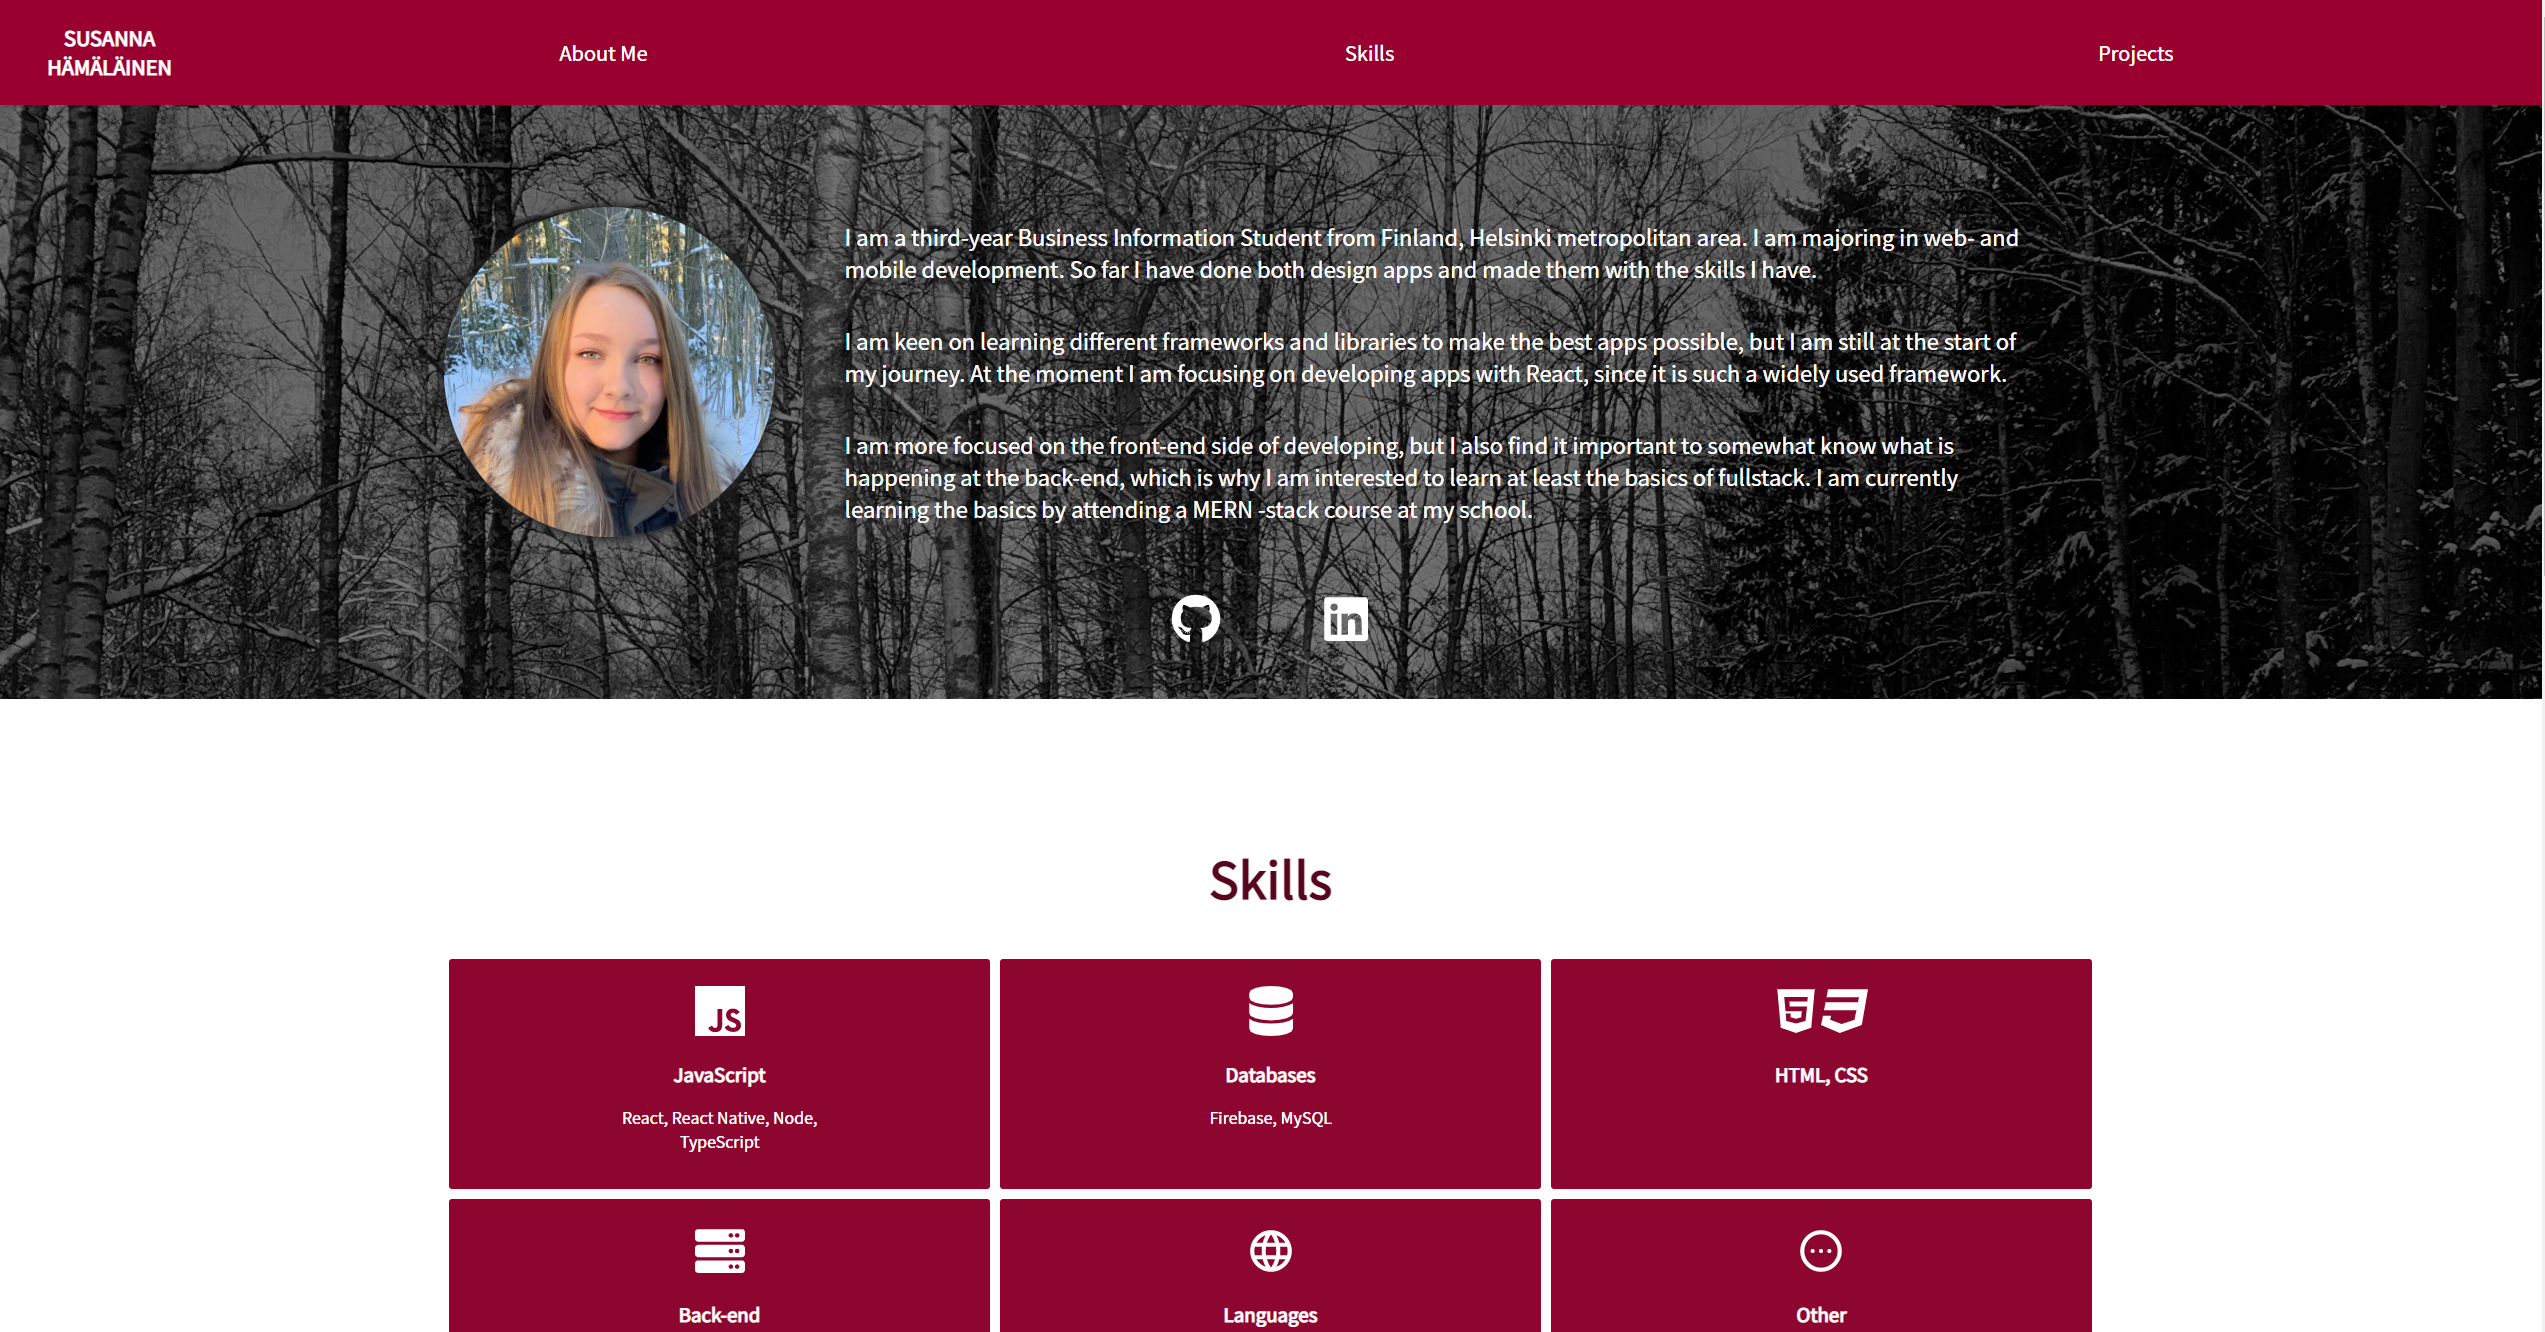 SUSANNA
HÄMÄLÄINEN
About Me
Skills
Projects
I am a third-year Business Information Student from Finland, Helsinki metropolitan area. I am majoring in web- and
mobile development. So far I have done both design apps and made them with the skills I have.
I am keen on learning different frameworks and libraries to make the best apps possible, but I am still at the start of
my journey. At the moment I am focusing on developing apps with React, since it is such a widely used framework.
I am more focused on the front-end side of developing, but I also find it important to somewhat know what is
happening at the back-end, which is why I am interested to learn at least the basics of fullstack. I am currently
learning the basics by attending a MERN -stack course at my school.
in
Skills
JS
5
JavaScript
Databases
HTML, CSS
React, React Native, Node,
TypeScript
Firebase, MySQL
Back-end
Languages
Other